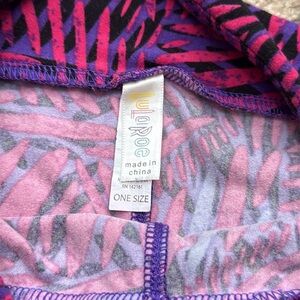 LuLaRoe
made in
china
RN 142161
ONE SIZE